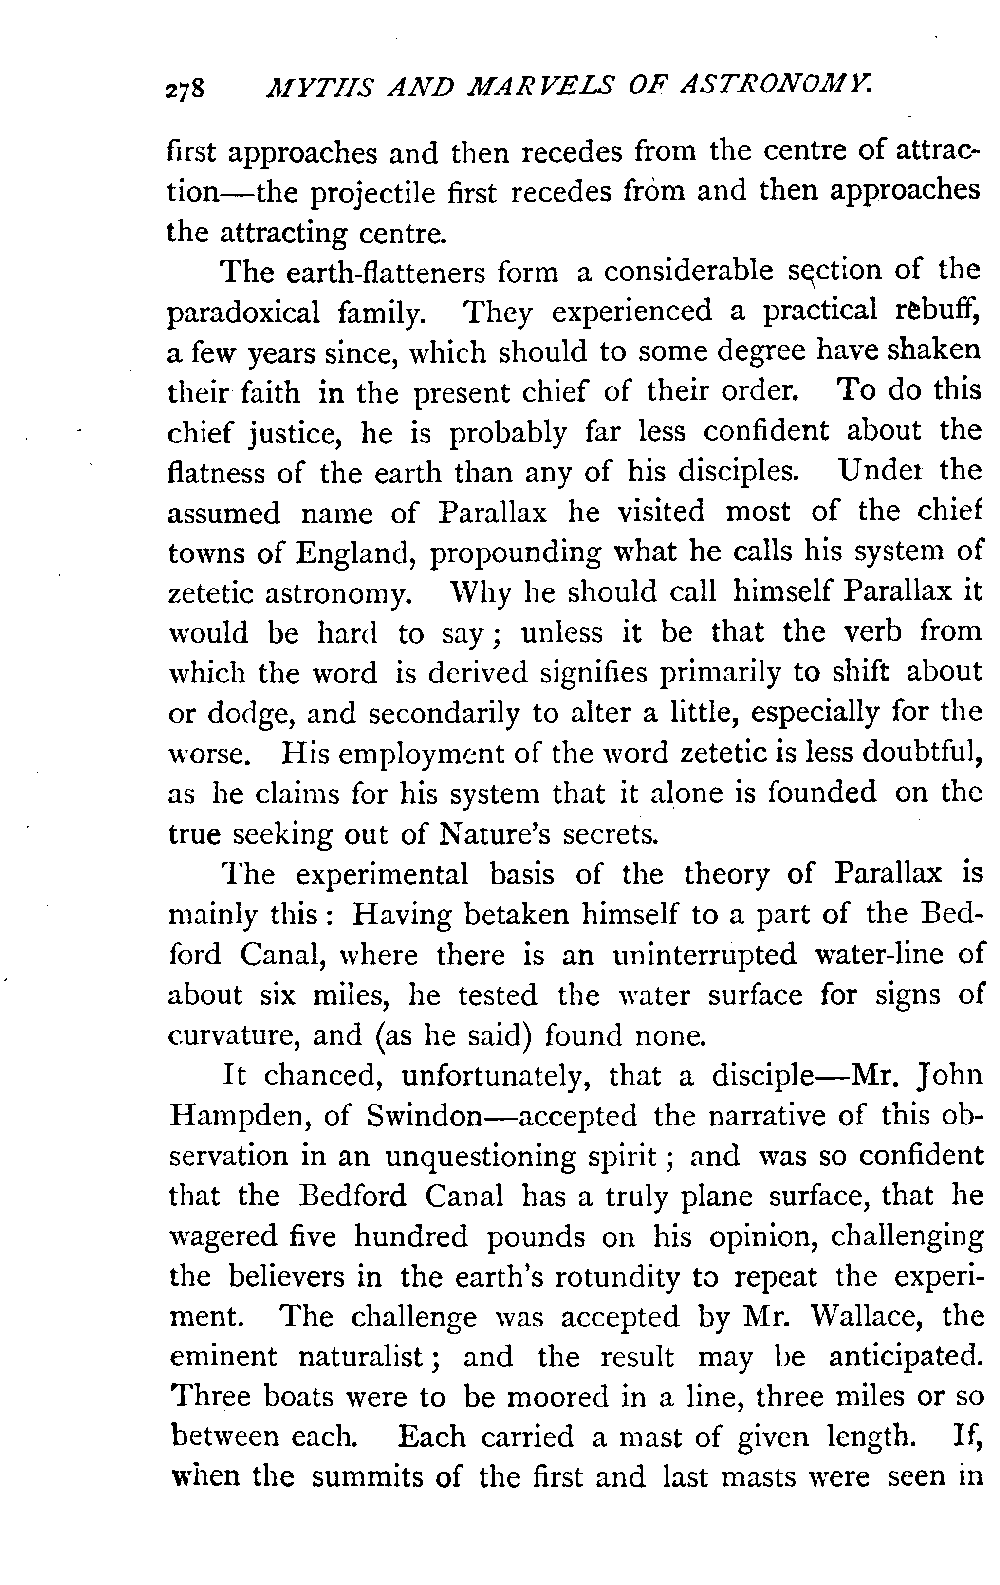 278 MYTHS AND MARVELS OF ASTRONOMY.
first approaches and then recedes from the centre of attrac-
tion—the projectile first recedes from and then approaches
the attracting centre.
The earth-flatteners form a considerable section of the
paradoxical family. They experienced a practical rebuff,
a few years since, which should to some degree have shaken
their faith in the present chief of their order. To do this
chief justice, he is probably far less confident about the
flatness of the earth than any of his disciples. Under the
assumed name of Parallax he visited most of the chief
towns of England, propounding what he calls his system of
zetetic astronomy. Why he should call himself Parallax it
would be hard to say ; unless it be that the verb from
which the word is derived signifies primarily to shift about
or dodge, and secondarily to alter a little, especially for the
worse. His employment of the word zetetic is less doubtful,
as he claims for his system that it alone is founded on the
true seeking out of Nature's secrets.
The experimental basis of the theory of Parallax is
mainly this : Having betaken himself to a part of the Bed-
ford Canal, where there is an uninterrupted water-line of
about six miles, he tested the water surface for signs of
curvature, and (as he said) found none.
It chanced, unfortunately, that a disciple—Mr. John
Hampden, of Swindon—accepted the narrative of this ob-
servation in an unquestioning spirit ; and was so confident
that the Bedford Canal has a truly plane surface, that he
wagered five hundred pounds on his opinion, challenging
the believers in the earth's rotundity to repeat the experi-
ment. The challenge was accepted by Mr. Wallace, the
eminent naturalist ; and the result may be anticipated.
Three boats were to be moored in a line, three miles or so
between each. Each carried a mast of given length. If,
when the summits of the first and last masts were seen in